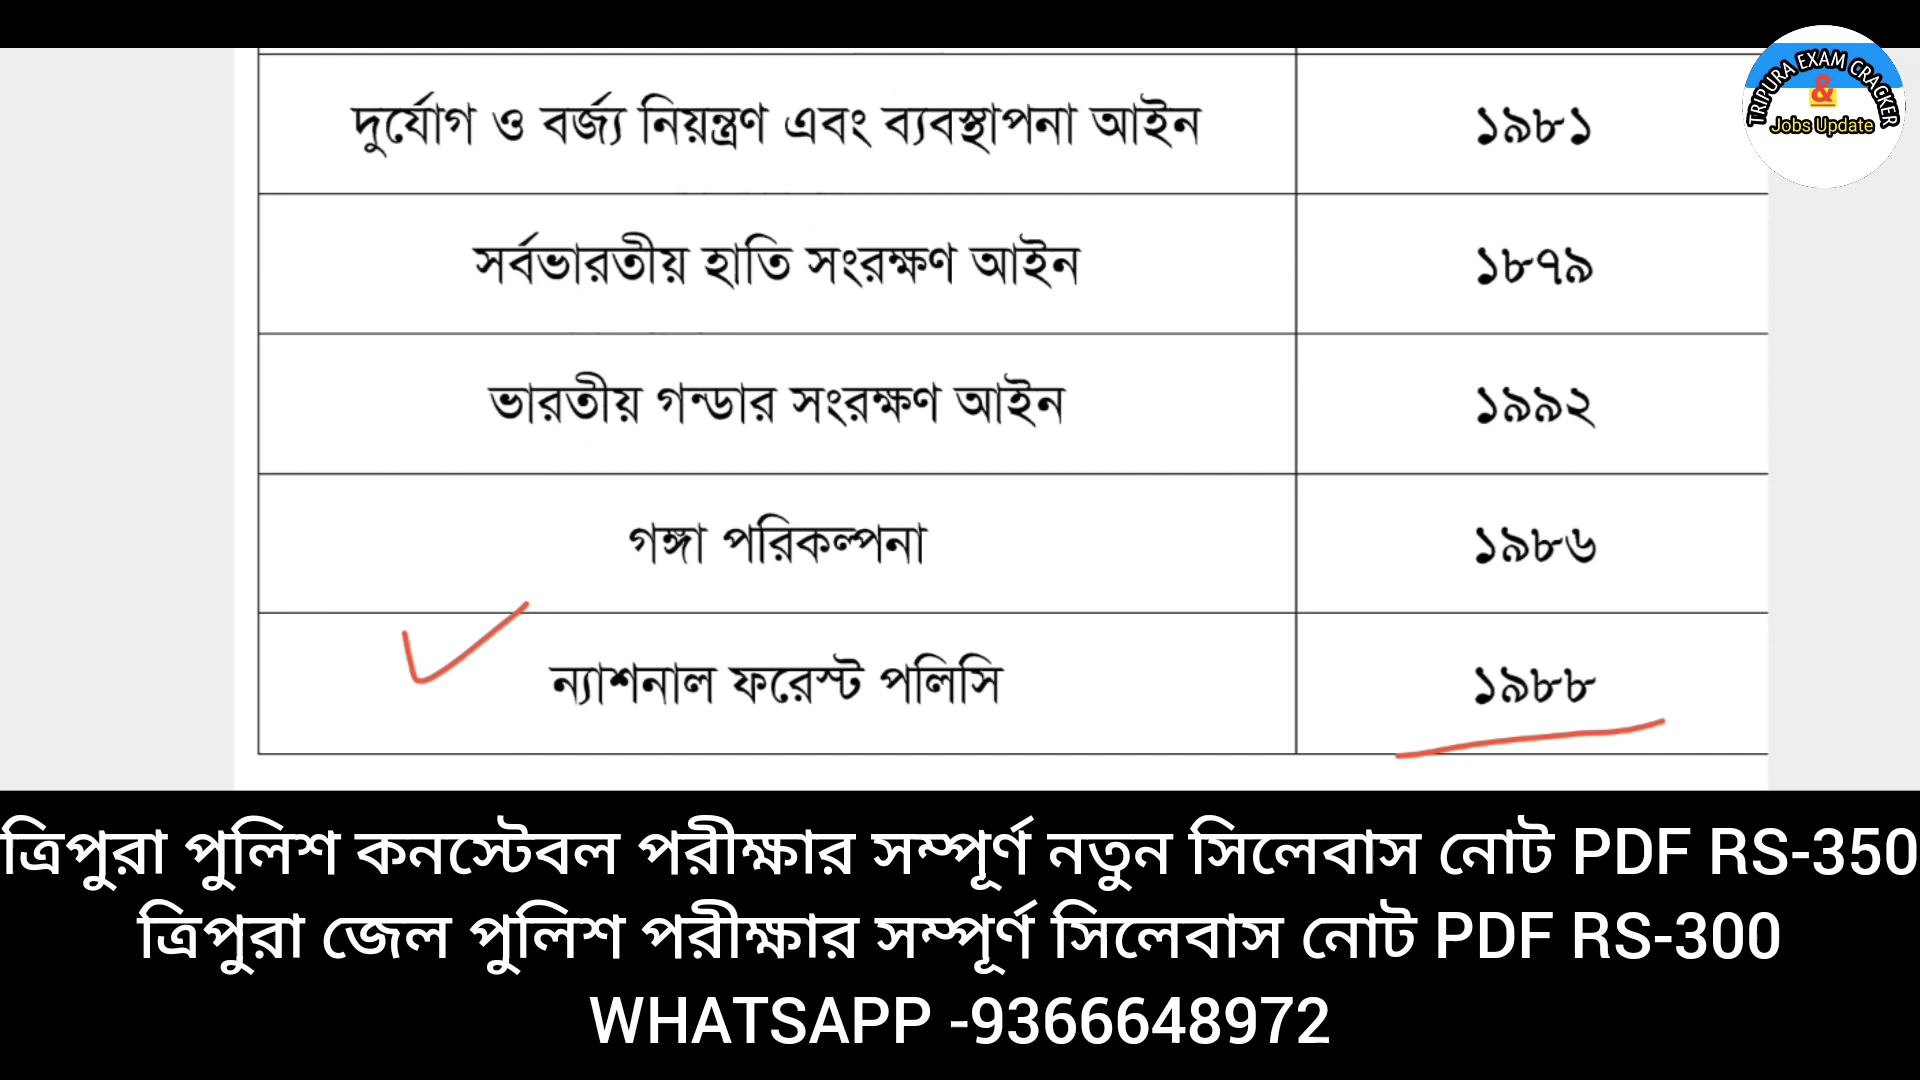 দুর্যোগ ও বর্জ্য নিয়ন্ত্রণ এবং ব্যবস্থাপনা আইন ১৯৮১
সর্বভারতীয় হাতি সংরক্ষণ আইন ১৮৭৯
ভারতীয় গন্ডার সংরক্ষণ আইন ১৯৯২
গঙ্গা পরিকল্পনা ১৯৮৬
ন্যাশনাল ফরেস্ট পলিসি ১৯৮৮
TRIPURA EXAM CRACKER
&
Jobs Update
ত্রিপুরা পুলিশ কনস্টেবল পরীক্ষার সম্পূর্ণ নতুন সিলেবাস নোট PDF RS-350
ত্রিপুরা জেল পুলিশ পরীক্ষার সম্পূর্ণ সিলেবাস নোট PDF RS-300
WHATSAPP -9366648972